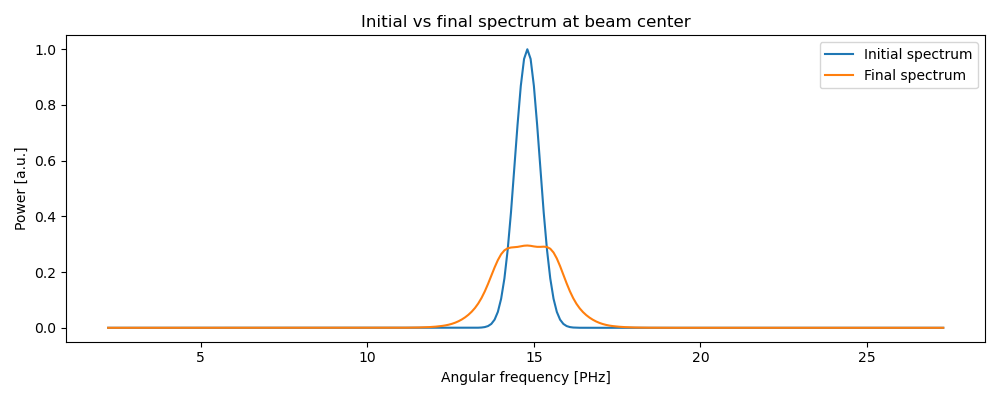 Initial vs final spectrum at beam center
Initial spectrum
Final spectrum
Power [a.u.]
1.0
0.8
0.6
0.4
0.2
0.0
5 10 15 20 25
Angular frequency [PHz]